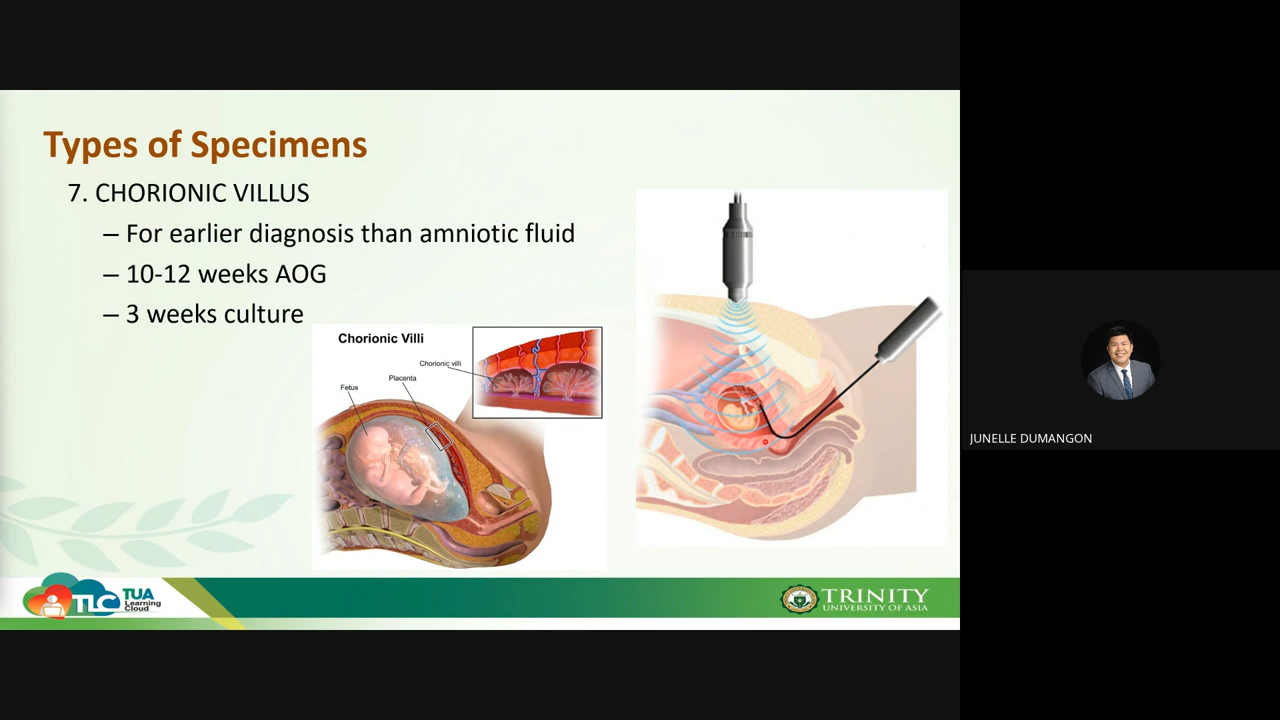 Types of Specimens
7. CHORIONIC VILLUS
– For earlier diagnosis than amniotic fluid
– 10-12 weeks AOG
– 3 weeks culture
Chorionic Villi
Chorionic villi
Placenta
Fetus
JUNELLE DUMANGON
TLC
TUA
Learning
Cloud
TRINITY
UNIVERSITY OF ASIA